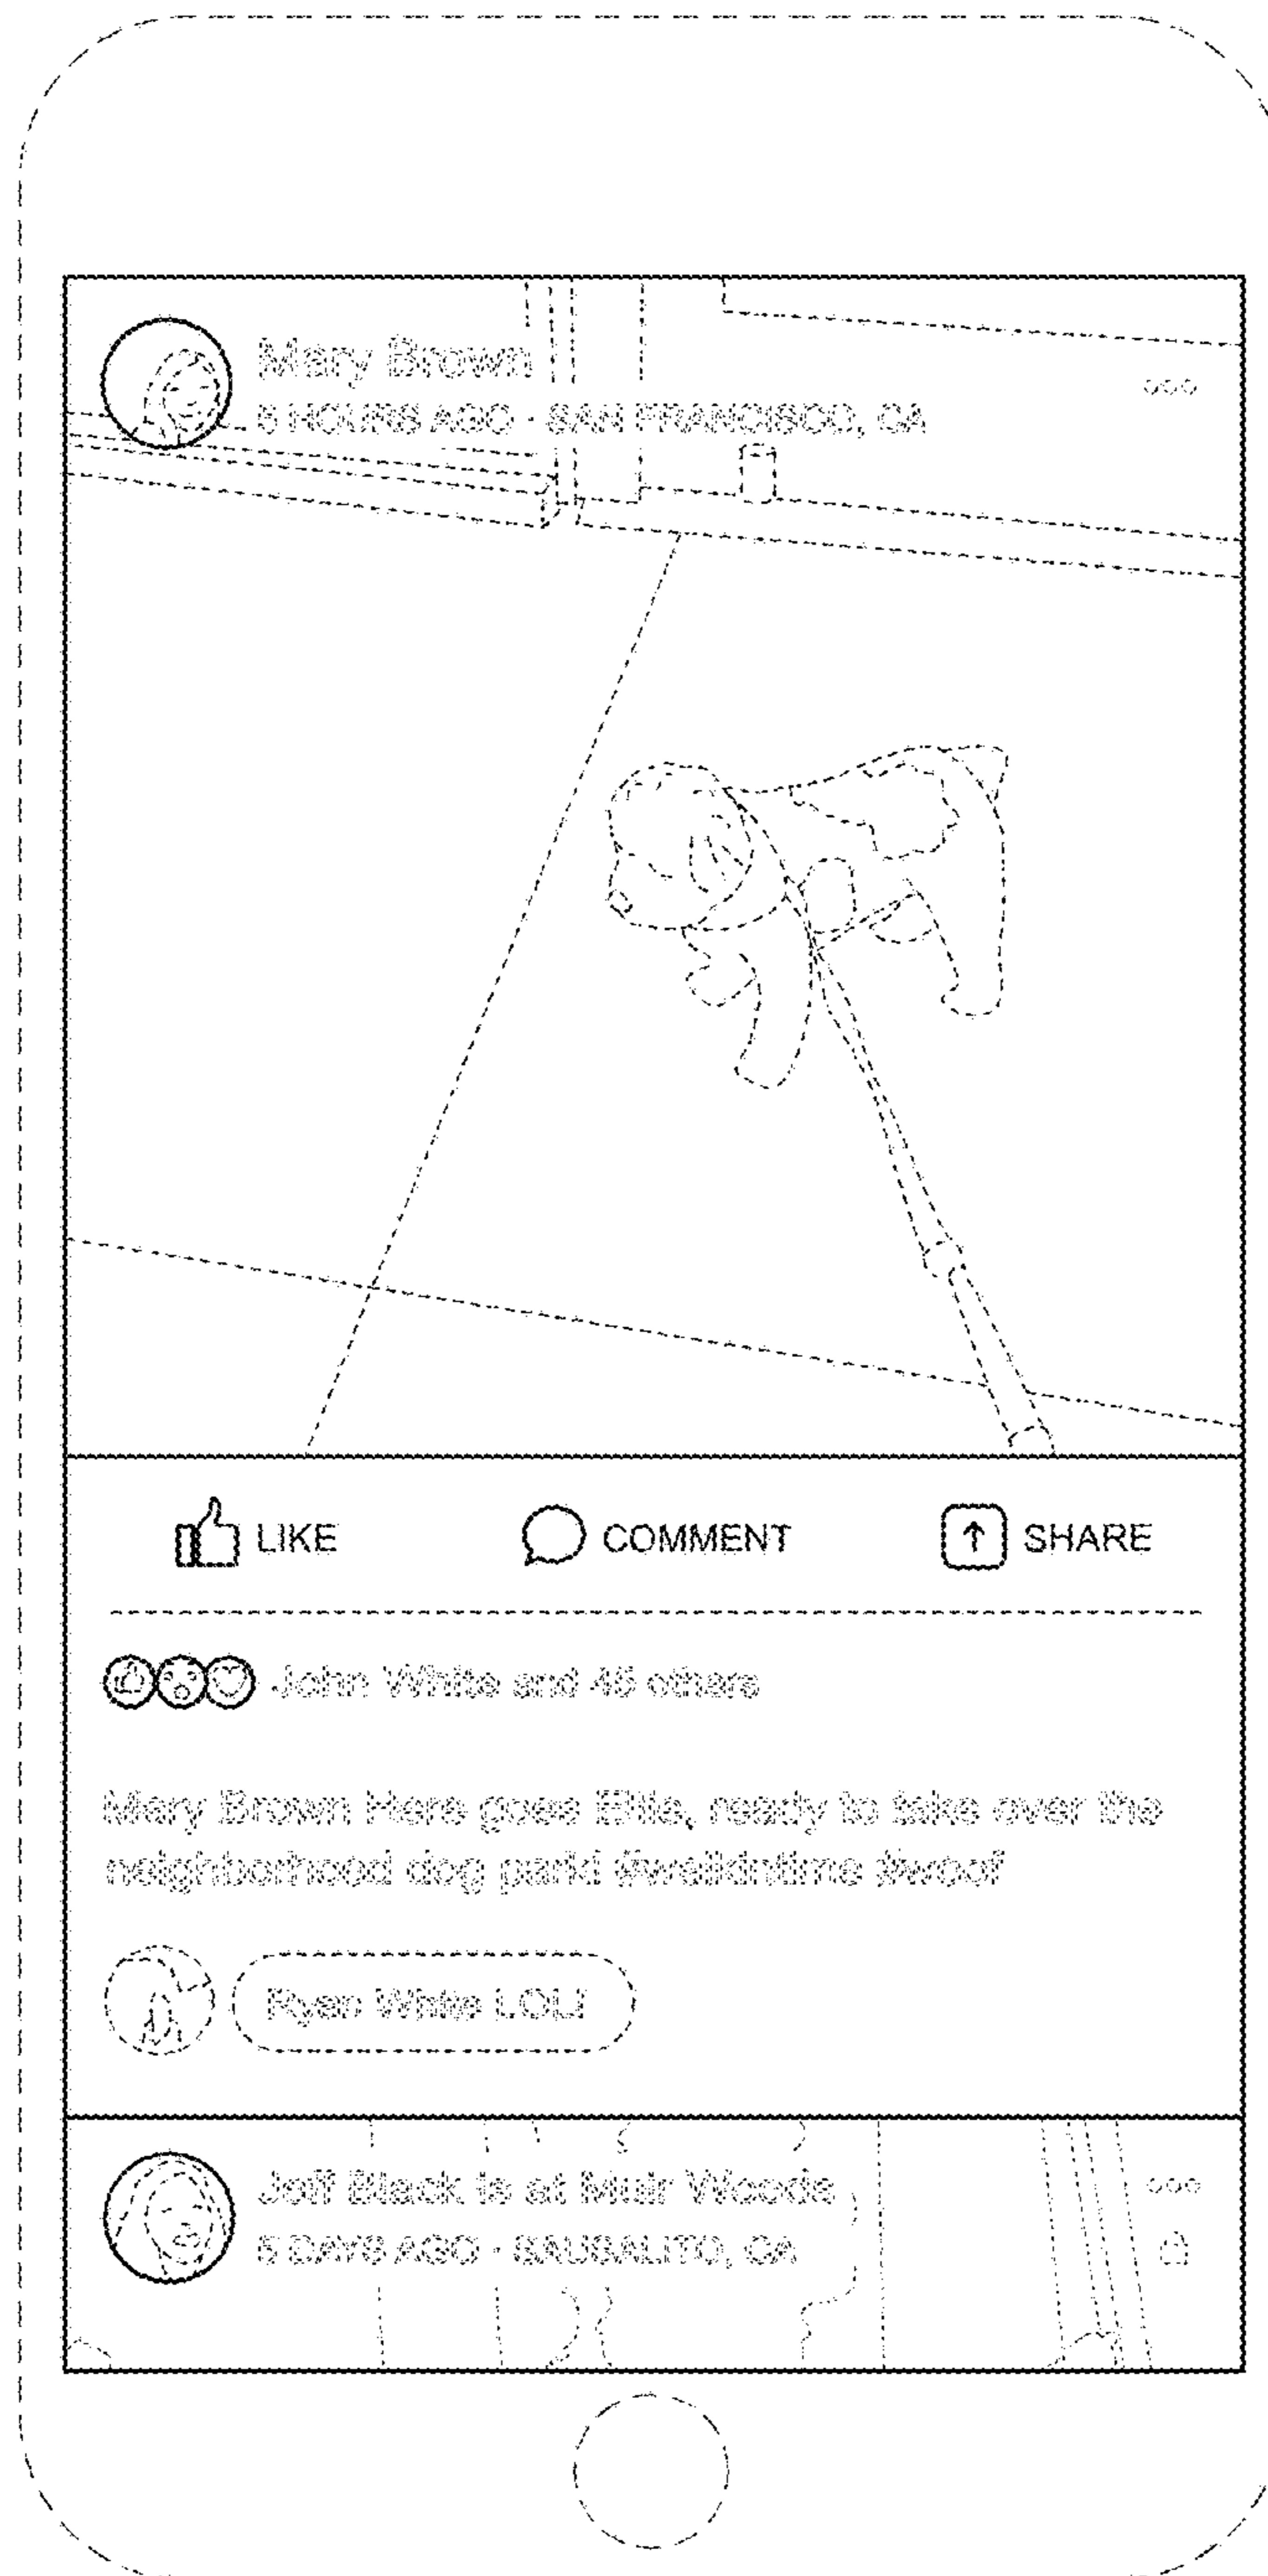 Mary Brown
5 HOURS AGO · SAN FRANCISCO, CA
LIKE COMMENT SHARE
John White and 45 others
Mary Brown Here goes Ellie, ready to take over the
neighborhood dog park! #walkintime #woof
Ryan White LOL!
Jeff Black is at Muir Woods
5 DAYS AGO · SAUSALITO, CA